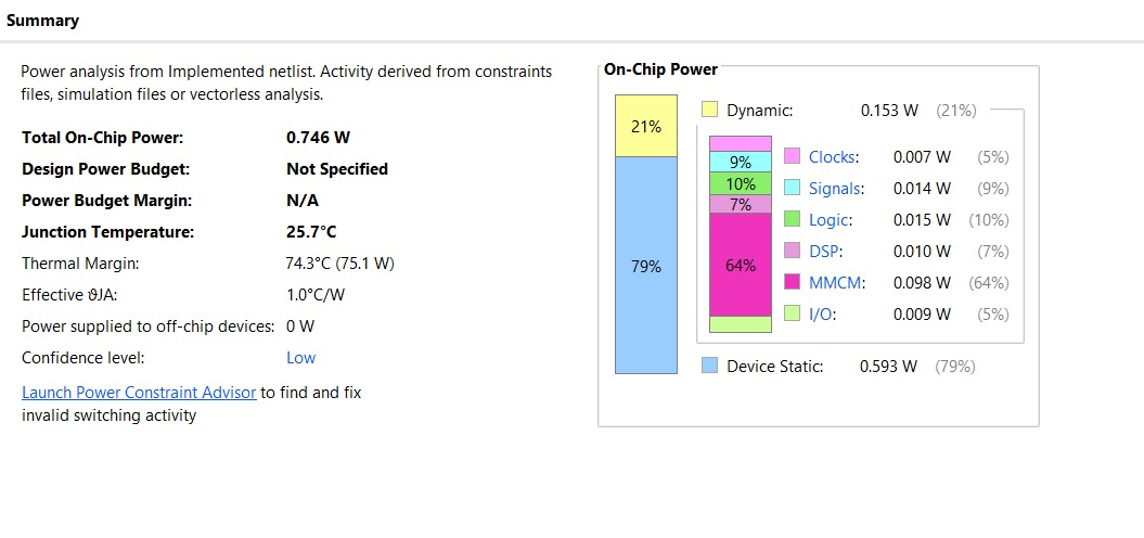 Summary
Power analysis from Implemented netlist. Activity derived from constraints
files, simulation files or vectorless analysis.
Total On-Chip Power: 0.746 W
Design Power Budget: Not Specified
Power Budget Margin: N/A
Junction Temperature: 25.7°C
Thermal Margin: 74.3°C (75.1 W)
Effective ϑJA: 1.0°C/W
Power supplied to off-chip devices: 0 W
Confidence level: Low
Launch Power Constraint Advisor to find and fix
invalid switching activity
On-Chip Power
21%
79%
Dynamic: 0.153 W (21%)
9%
10%
7%
64%
Clocks: 0.007 W (5%)
Signals: 0.014 W (9%)
Logic: 0.015 W (10%)
DSP: 0.010 W (7%)
MMCM: 0.098 W (64%)
I/O: 0.009 W (5%)
Device Static: 0.593 W (79%)